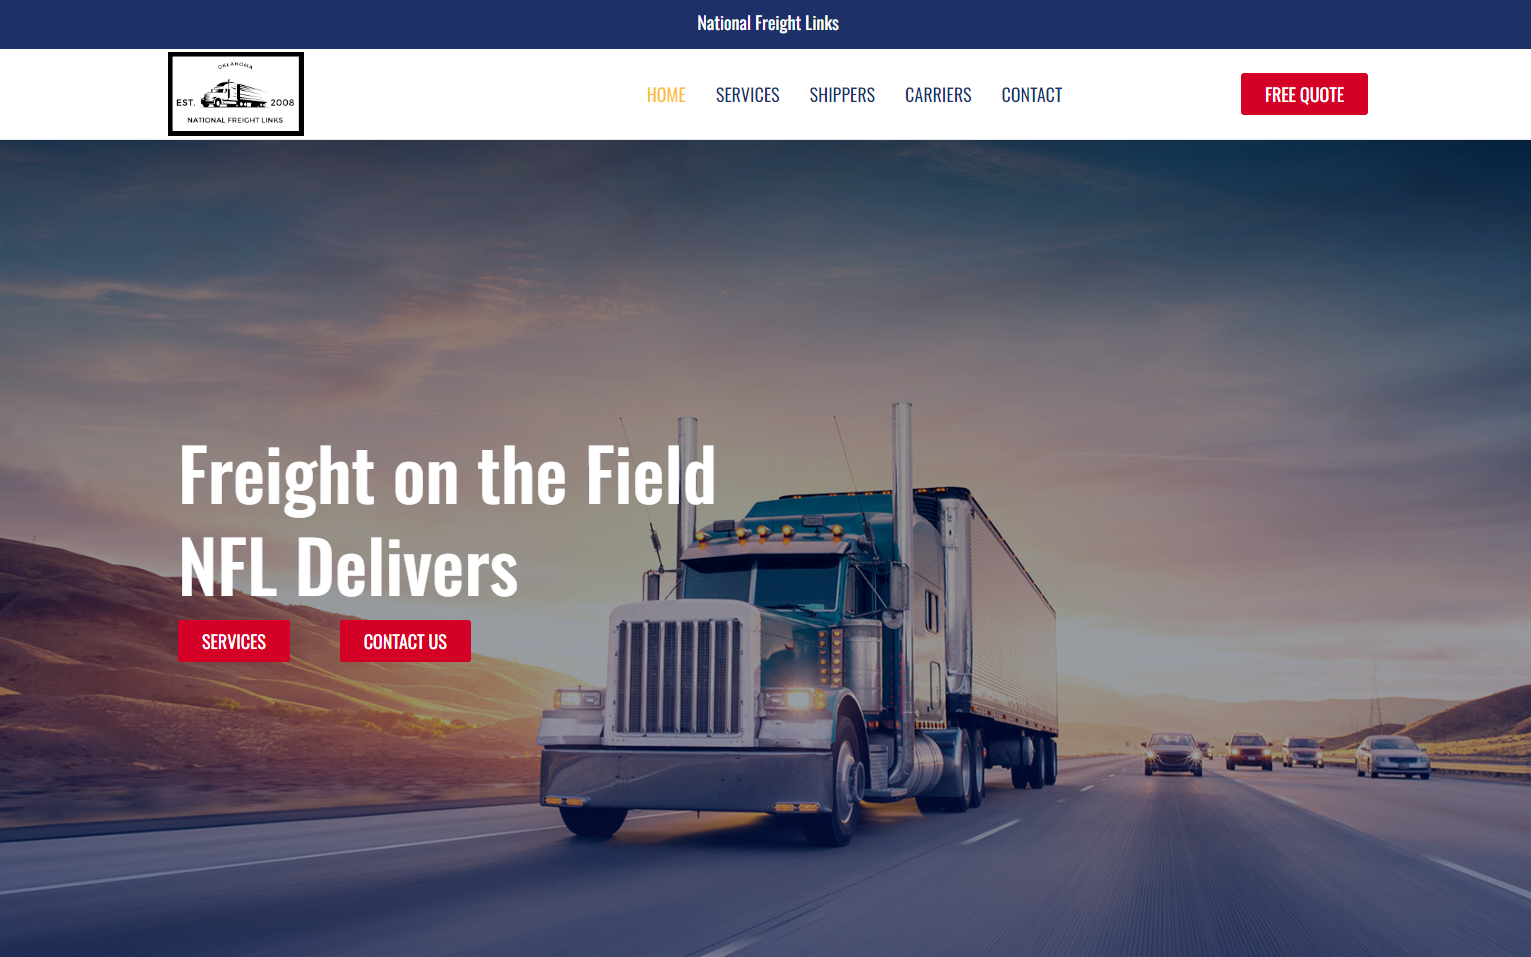 National Freight Links
OKLAHOMA
EST. 2008
NATIONAL FREIGHT LINKS
HOME SERVICES SHIPPERS CARRIERS CONTACT
FREE QUOTE
Freight on the Field
NFL Delivers
SERVICES CONTACT US